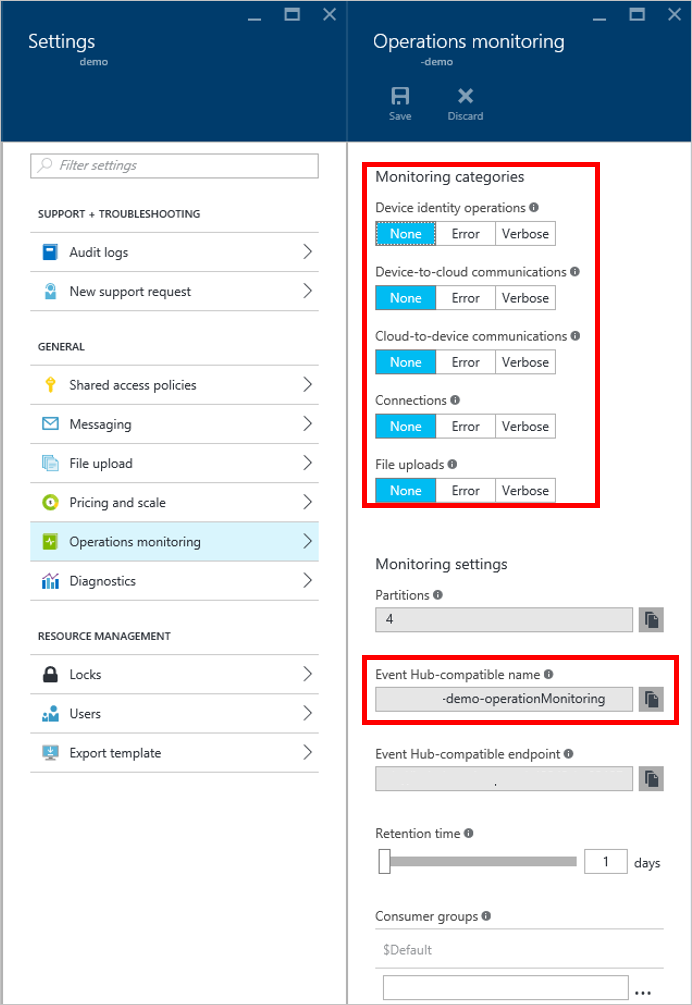 Settings
demo
Filter settings
SUPPORT + TROUBLESHOOTING
Audit logs
New support request
GENERAL
Shared access policies
Messaging
File upload
Pricing and scale
Operations monitoring
Diagnostics
RESOURCE MANAGEMENT
Locks
Users
Export template
Operations monitoring
-demo
Save Discard
Monitoring categories
Device identity operations
None Error Verbose
Device-to-cloud communications
None Error Verbose
Cloud-to-device communications
None Error Verbose
Connections
None Error Verbose
File uploads
None Error Verbose
Monitoring settings
Partitions
4
Event Hub-compatible name
-demo-operationMonitoring
Event Hub-compatible endpoint
.
Retention time
1 days
Consumer groups
$Default
...